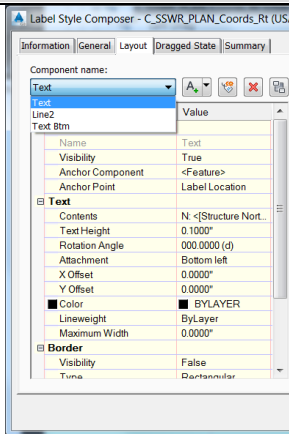 Label Style Composer - C_SSWR_PLAN_Coords_Rt (USA
Information General Layout Dragged State Summary
Component name:
Text
Text
Line2
Text Btm
Value
Name Text
Visibility True
Anchor Component <Feature>
Anchor Point Label Location
Text
Contents N: <[Structure Nort...
Text Height 0.1000"
Rotation Angle 000.0000 (d)
Attachment Bottom left
X Offset 0.0000"
Y Offset 0.0000"
Color BYLAYER
Lineweight ByLayer
Maximum Width 0.0000"
Border
Visibility False
Type Rectangular